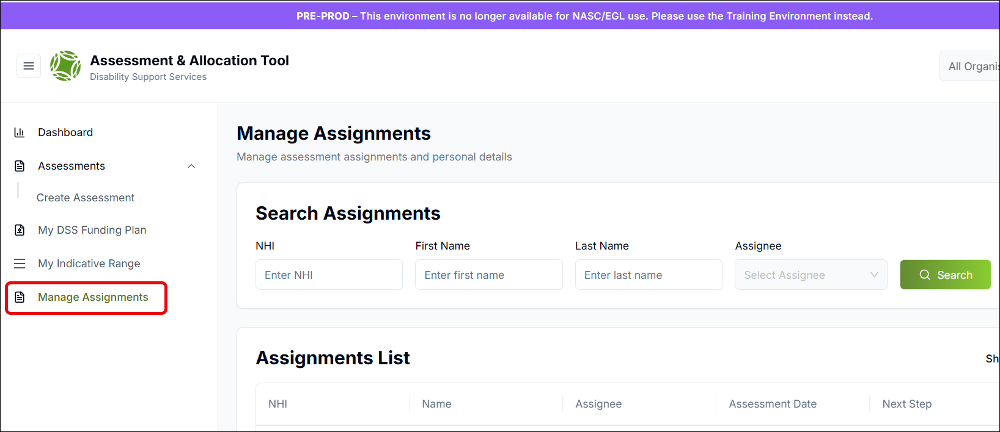 PRE-PROD – This environment is no longer available for NASC/EGL use. Please use the Training Environment instead.
Assessment & Allocation Tool
Disability Support Services
All Organis
Dashboard
Assessments
Create Assessment
My DSS Funding Plan
My Indicative Range
Manage Assignments
Manage Assignments
Manage assessment assignments and personal details
Search Assignments
NHI First Name Last Name Assignee
Enter NHI Enter first name Enter last name Select Assignee Search
Assignments List
Sh
NHI Name Assignee Assessment Date Next Step